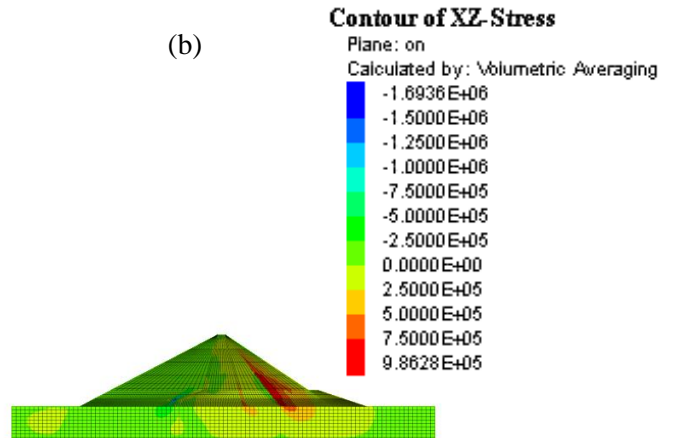 Contour of XZ-Stress
(b)
Plane: on
Calculated by: Volumetric Averaging
-1.6936E+06
-1.5000E+06
-1.2500E+06
-1.0000E+06
-7.5000E+05
-5.0000E+05
-2.5000E+05
0.0000E+00
2.5000E+05
5.0000E+05
7.5000E+05
9.8628E+05